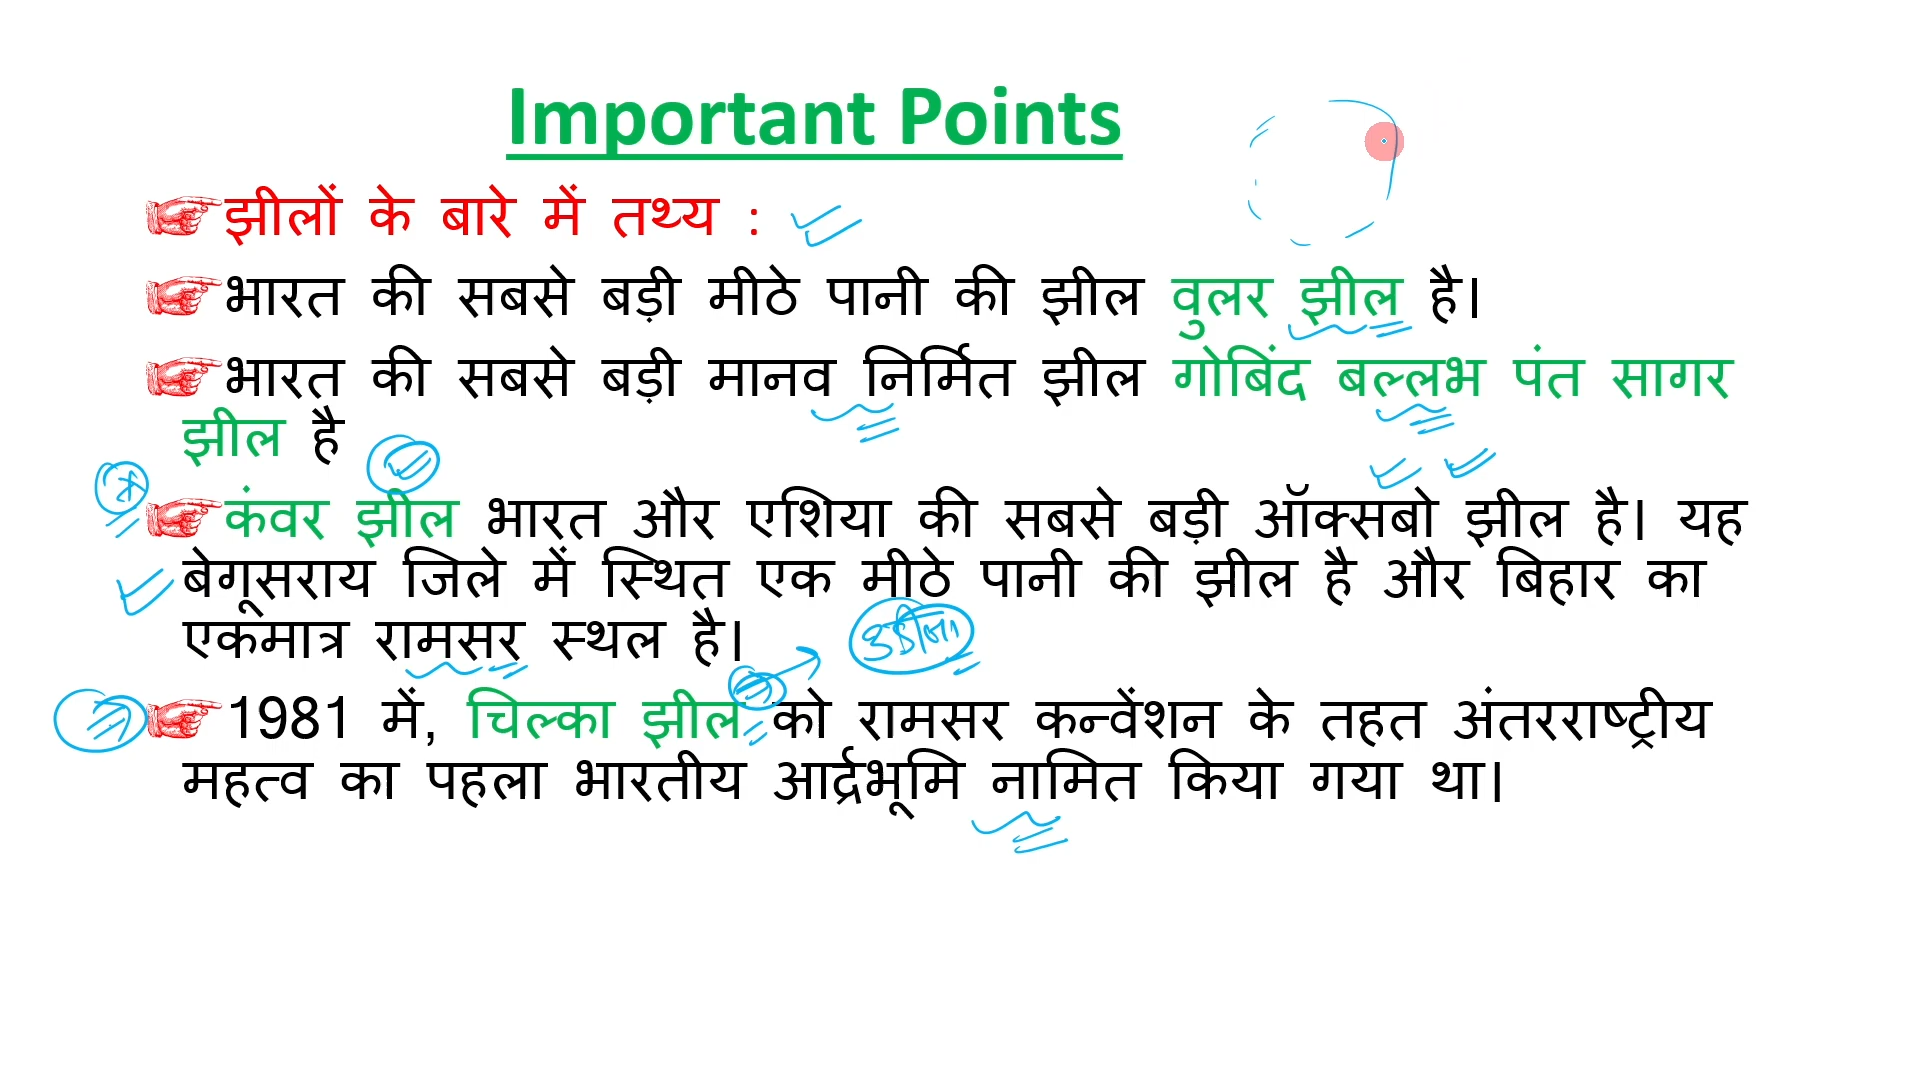 Important Points
झीलों के बारे में तथ्य :
भारत की सबसे बड़ी मीठे पानी की झील वुलर झील है।
भारत की सबसे बड़ी मानव निर्मित झील गोबिंद बल्लभ पंत सागर
झील है
कंवर झील भारत और एशिया की सबसे बड़ी ऑक्सबो झील है। यह
बेगूसराय जिले में स्थित एक मीठे पानी की झील है और बिहार का
एकमात्र रामसर स्थल है।
1981 में, चिल्का झील को रामसर कन्वेंशन के तहत अंतरराष्ट्रीय
महत्व का पहला भारतीय आर्द्रभूमि नामित किया गया था।